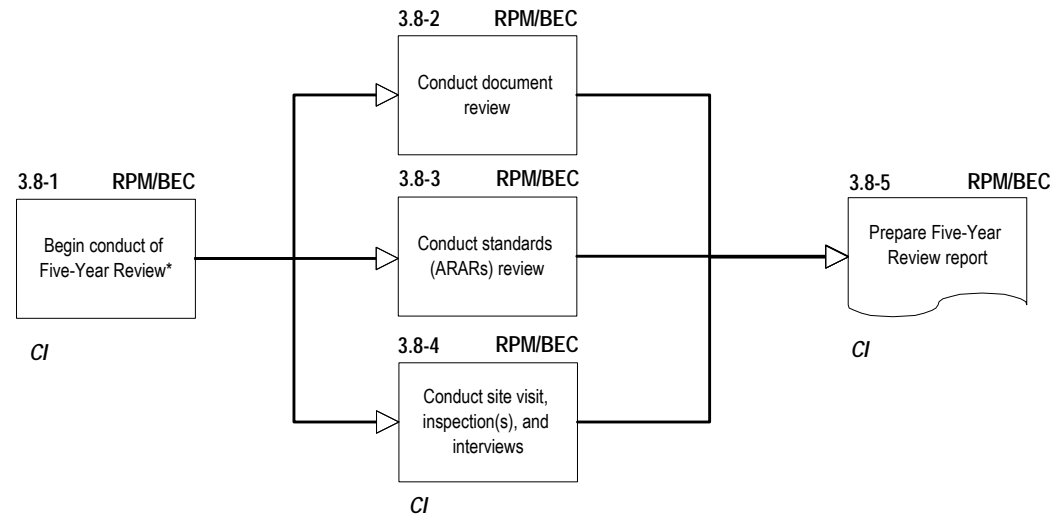 3.8-1 RPM/BEC
Begin conduct of
Five-Year Review*
CI
3.8-2 RPM/BEC
Conduct document
review
3.8-3 RPM/BEC
Conduct standards
(ARARs) review
3.8-4 RPM/BEC
Conduct site visit,
inspection(s), and
interviews
CI
3.8-5 RPM/BEC
Prepare Five-Year
Review report
CI